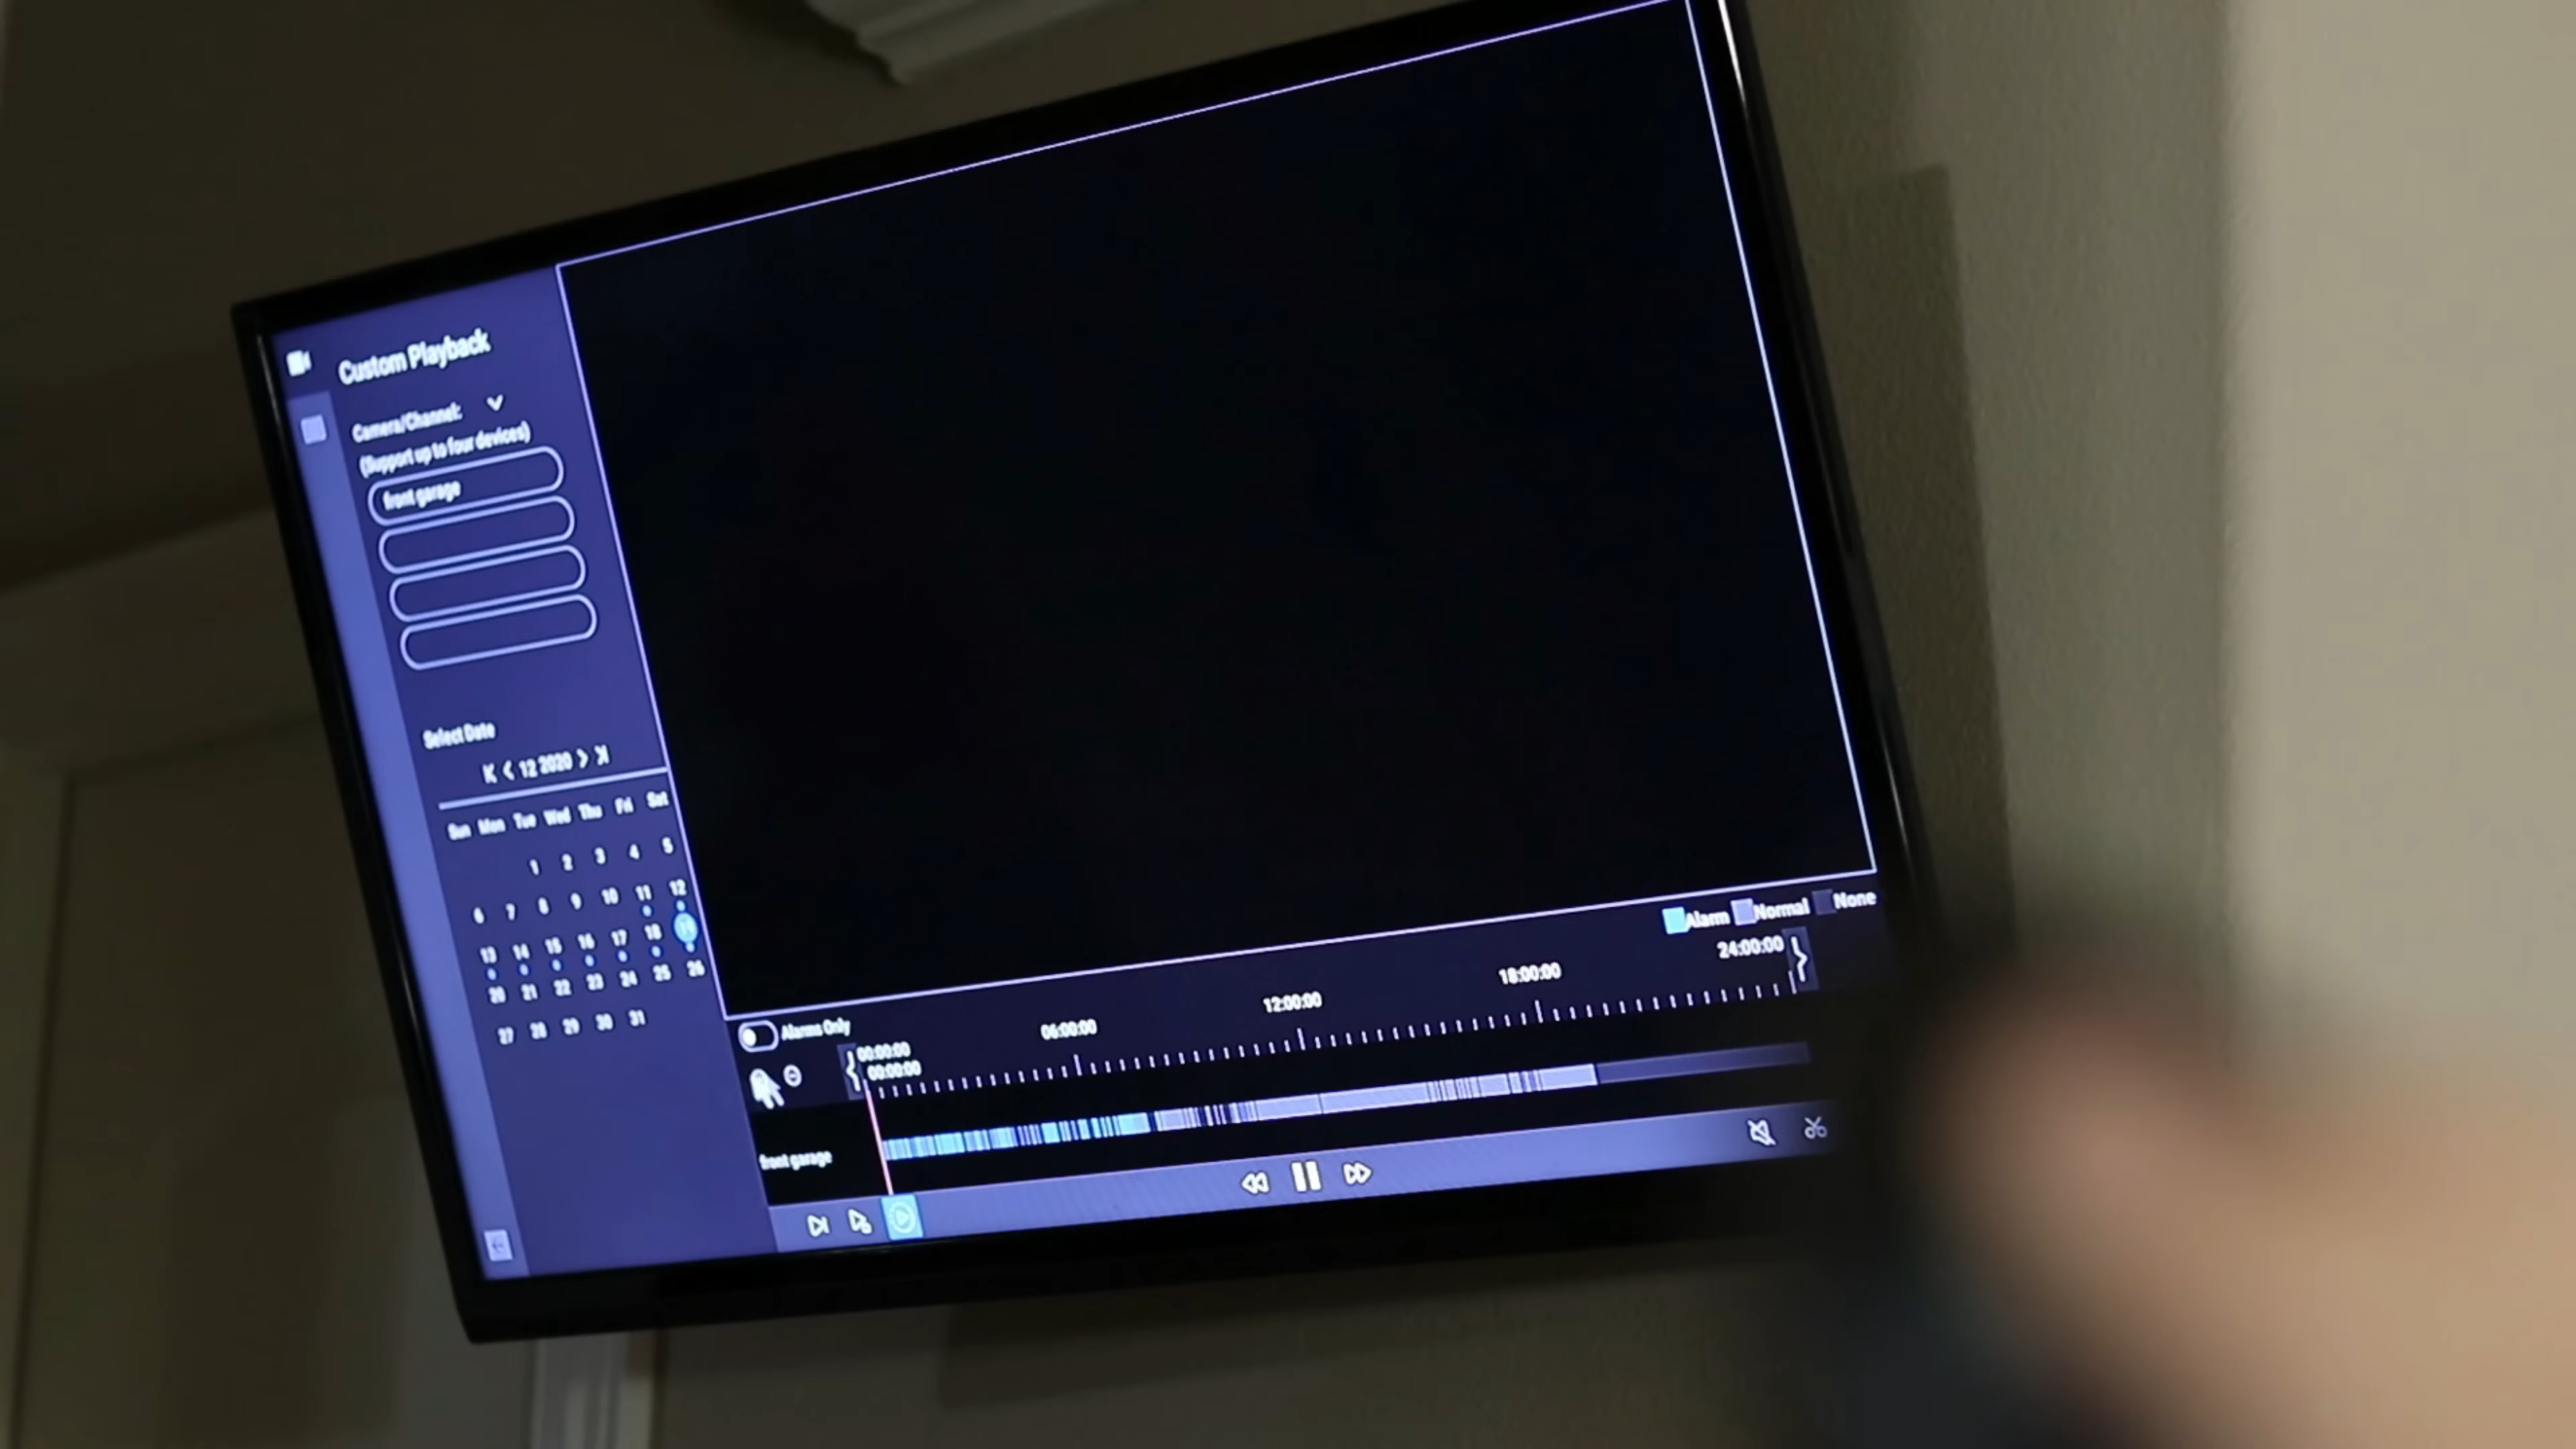 Custom Playback
Camera/Channel:
(Support up to four devices)
front garage
Select Date
12 2020
Sun Mon Tue Wed Thu Fri Sat
1 2 3 4 5
6 7 8 9 10 11 12
13 14 15 16 17 18 19
20 21 22 23 24 25 26
27 28 29 30 31
Alarm Normal None
Alarms Only
00:00:00 06:00:00 12:00:00 18:00:00 24:00:00
00:00:00
front garage